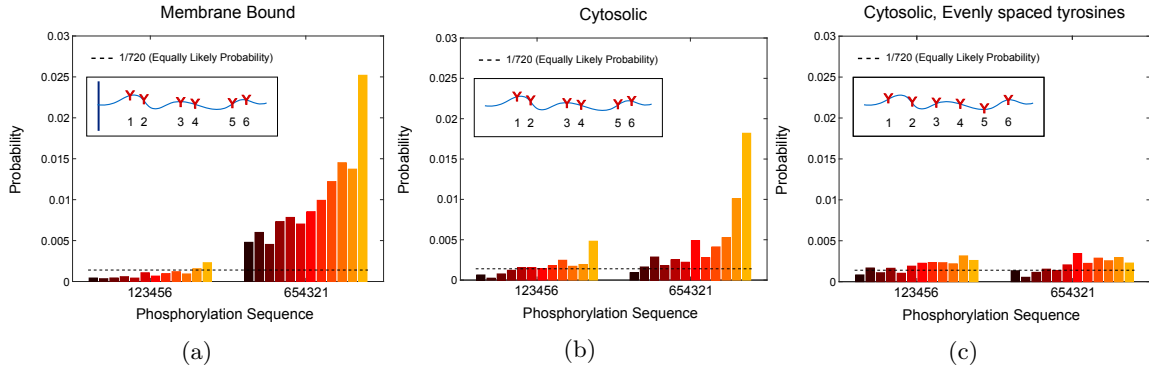 Membrane Bound
0.03
0.025
0.02
0.015
0.01
0.005
0
Probability
1/720 (Equally Likely Probability)
1 2 3 4 5 6
123456 654321
Phosphorylation Sequence
(a)
Cytosolic
0.03
0.025
0.02
0.015
0.01
0.005
0
Probability
1/720 (Equally Likely Probability)
1 2 3 4 5 6
123456 654321
Phosphorylation Sequence
(b)
Cytosolic, Evenly spaced tyrosines
0.03
0.025
0.02
0.015
0.01
0.005
0
Probability
1/720 (Equally Likely Probability)
1 2 3 4 5 6
123456 654321
Phosphorylation Sequence
(c)